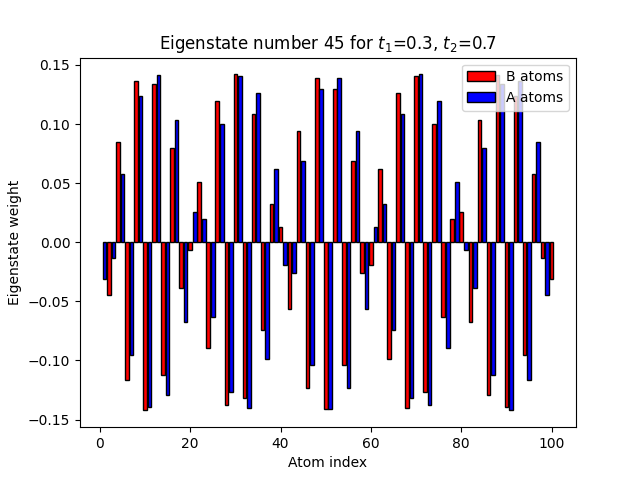 Eigenstate number 45 for t₁=0.3, t₂=0.7
B atoms
A atoms
0.15
0.10
0.05
0.00
−0.05
−0.10
−0.15
Eigenstate weight
0 20 40 60 80 100
Atom index